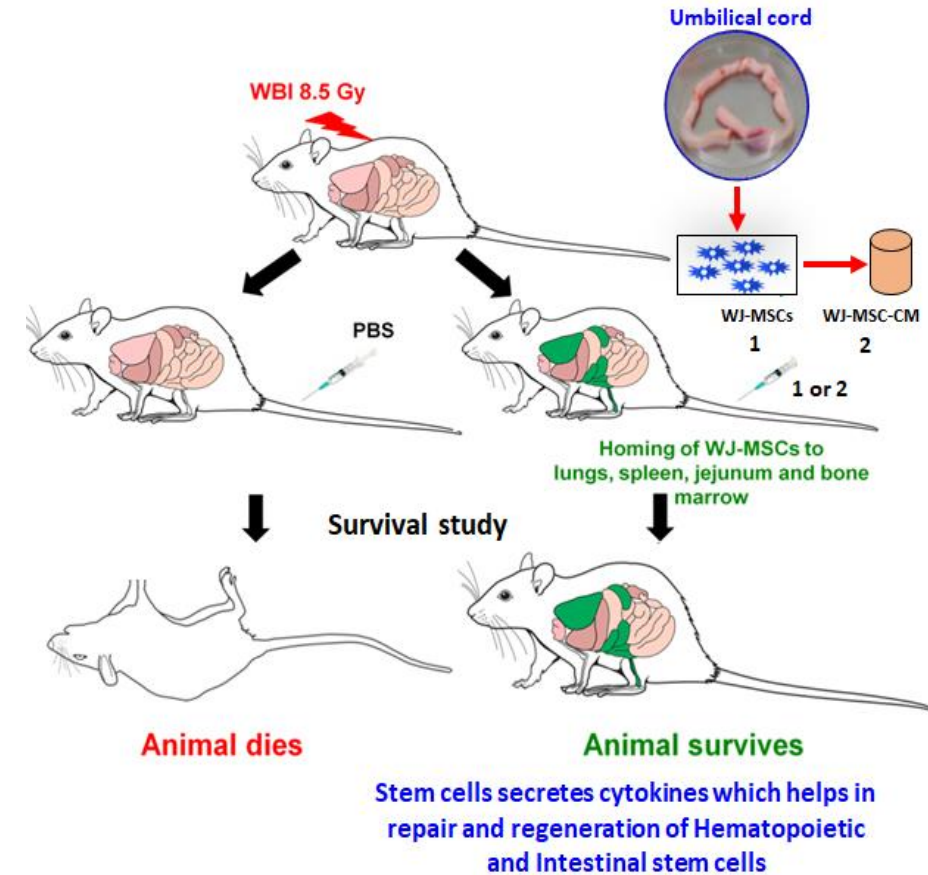 Umbilical cord
WBI 8.5 Gy
WJ-MSCs
WJ-MSC-CM
1
2
PBS
1 or 2
Homing of WJ-MSCs to
lungs, spleen, jejunum and bone
marrow
Survival study
Animal dies
Animal survives
Stem cells secretes cytokines which helps in
repair and regeneration of Hematopoietic
and Intestinal stem cells